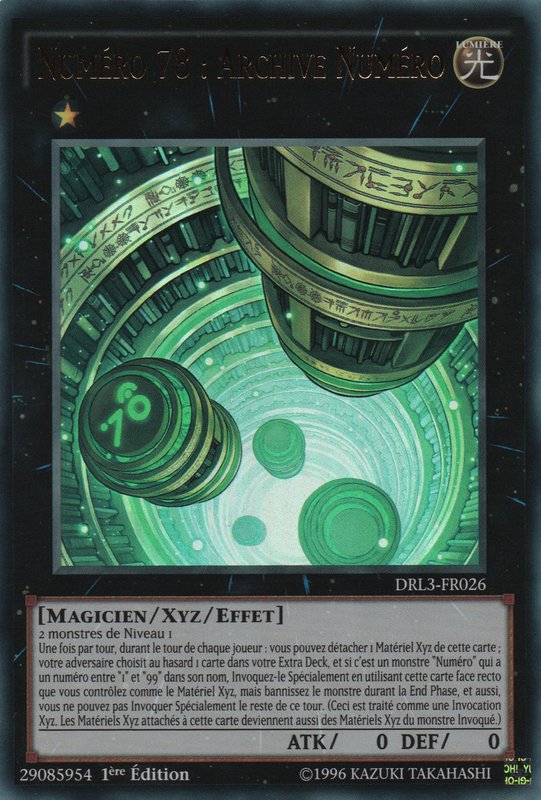 Numéro 78 : Archive Numéro
LUMIÈRE
光
78
DRL3-FR026
[Magicien/Xyz/Effet]
2 monstres de Niveau 1
Une fois par tour, durant le tour de chaque joueur : vous pouvez détacher 1 Matériel Xyz de cette carte ;
votre adversaire choisit au hasard 1 carte dans votre Extra Deck, et si c'est un monstre "Numéro" qui a
un numéro entre "1" et "99" dans son nom, Invoquez-le Spécialement en utilisant cette carte face recto
que vous contrôlez comme le Matériel Xyz, mais bannissez le monstre durant la End Phase, et aussi,
vous ne pouvez pas Invoquer Spécialement le reste de ce tour. (Ceci est traité comme une Invocation
Xyz. Les Matériels Xyz attachés à cette carte deviennent aussi des Matériels Xyz du monstre Invoqué.)
ATK/ 0 DEF/ 0
29085954 1ère Édition ©1996 KAZUKI TAKAHASHI